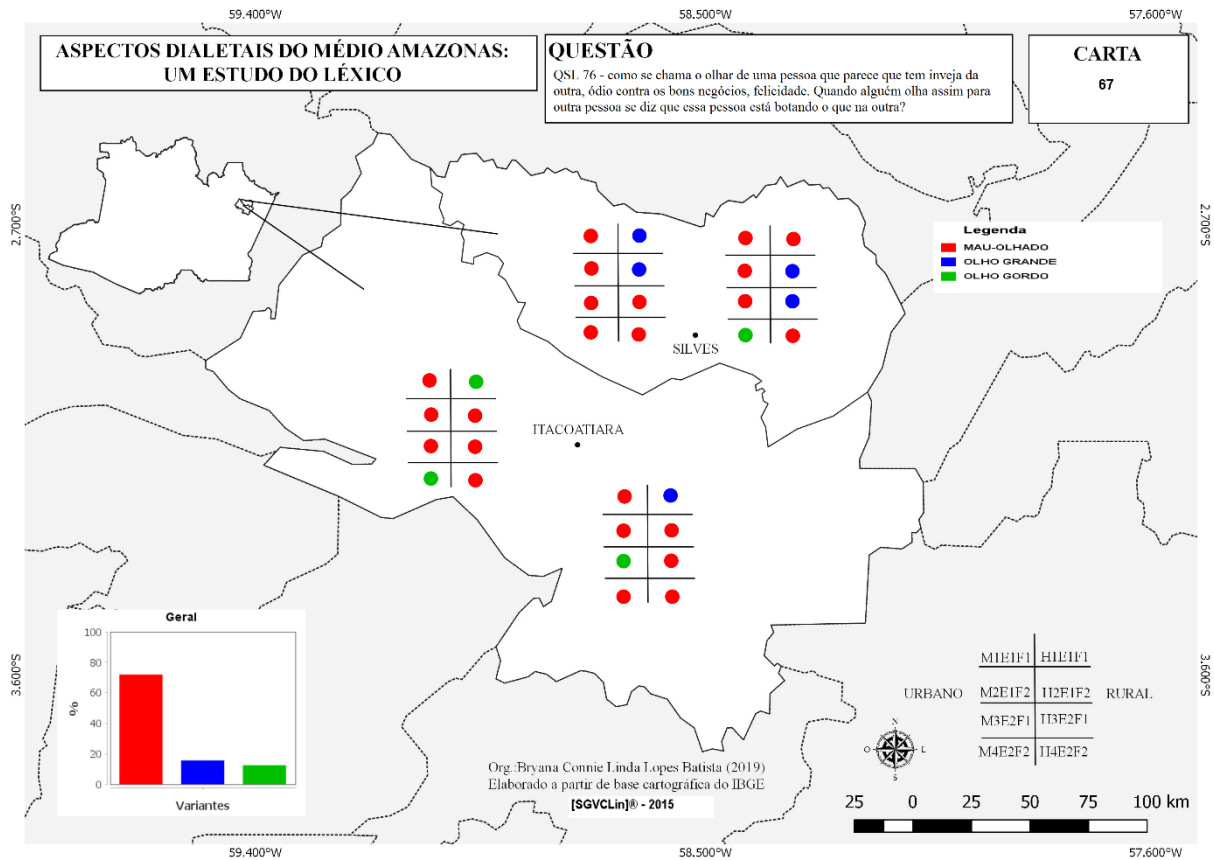 59.400°W
58.500°W
57.600°W
ASPECTOS DIALETAIS DO MÉDIO AMAZONAS:
UM ESTUDO DO LÉXICO
QUESTÃO
QSL 76 - como se chama o olhar de uma pessoa que parece que tem inveja da
outra, ódio contra os bons negócios, felicidade. Quando alguém olha assim para
outra pessoa se diz que essa pessoa está botando o que na outra?
CARTA
67
2.700°S
2.700°S
Legenda
MAU-OLHADO
OLHO GRANDE
OLHO GORDO
SILVES
ITACOATIARA
3.600°S
3.600°S
Geral
100
80
60
40
20
0
%
Variantes
URBANO
RURAL
M1E1F1
H1E1F1
M2E1F2
H2E1F2
M3E2F1
H3E2F1
M4E2F2
H4E2F2
N
O
L
S
Org.:Bryana Connie Linda Lopes Batista (2019)
Elaborado a partir de base cartográfica do IBGE
[SGVCLin]® - 2015
25 0 25 50 75 100 km
59.400°W
58.500°W
57.600°W